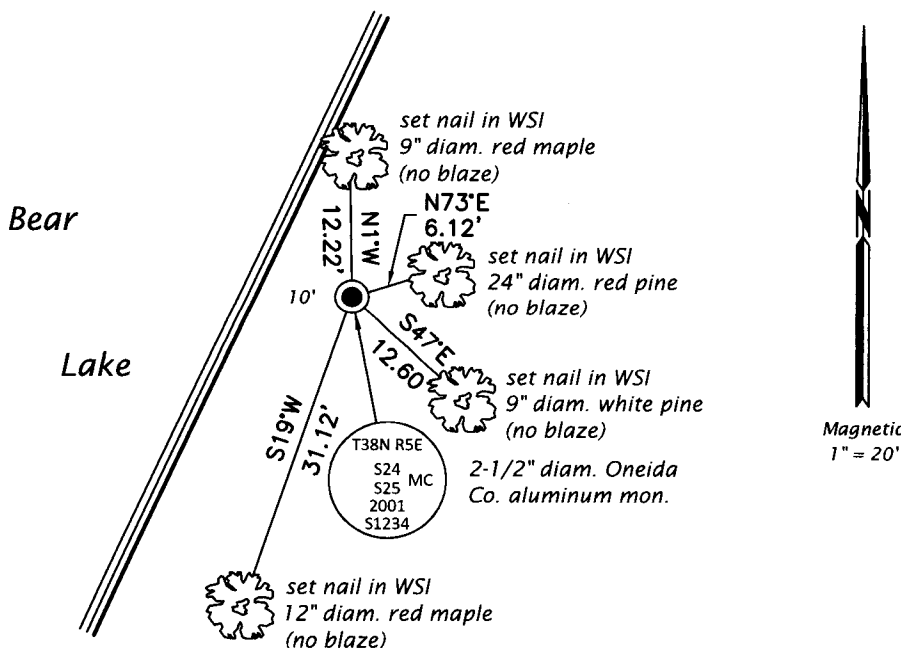 set nail in WSI
9" diam. red maple
(no blaze)
N73°E
6.12'
Bear
N1°W
12.22'
set nail in WSI
24" diam. red pine
(no blaze)
10'
Lake
S47°E
12.60'
set nail in WSI
9" diam. white pine
(no blaze)
S19°W
31.12'
T38N R5E
S24
MC
S25
2001
S1234
2-1/2" diam. Oneida
Co. aluminum mon.
set nail in WSI
12" diam. red maple
(no blaze)
N
Magnetic
1" = 20'